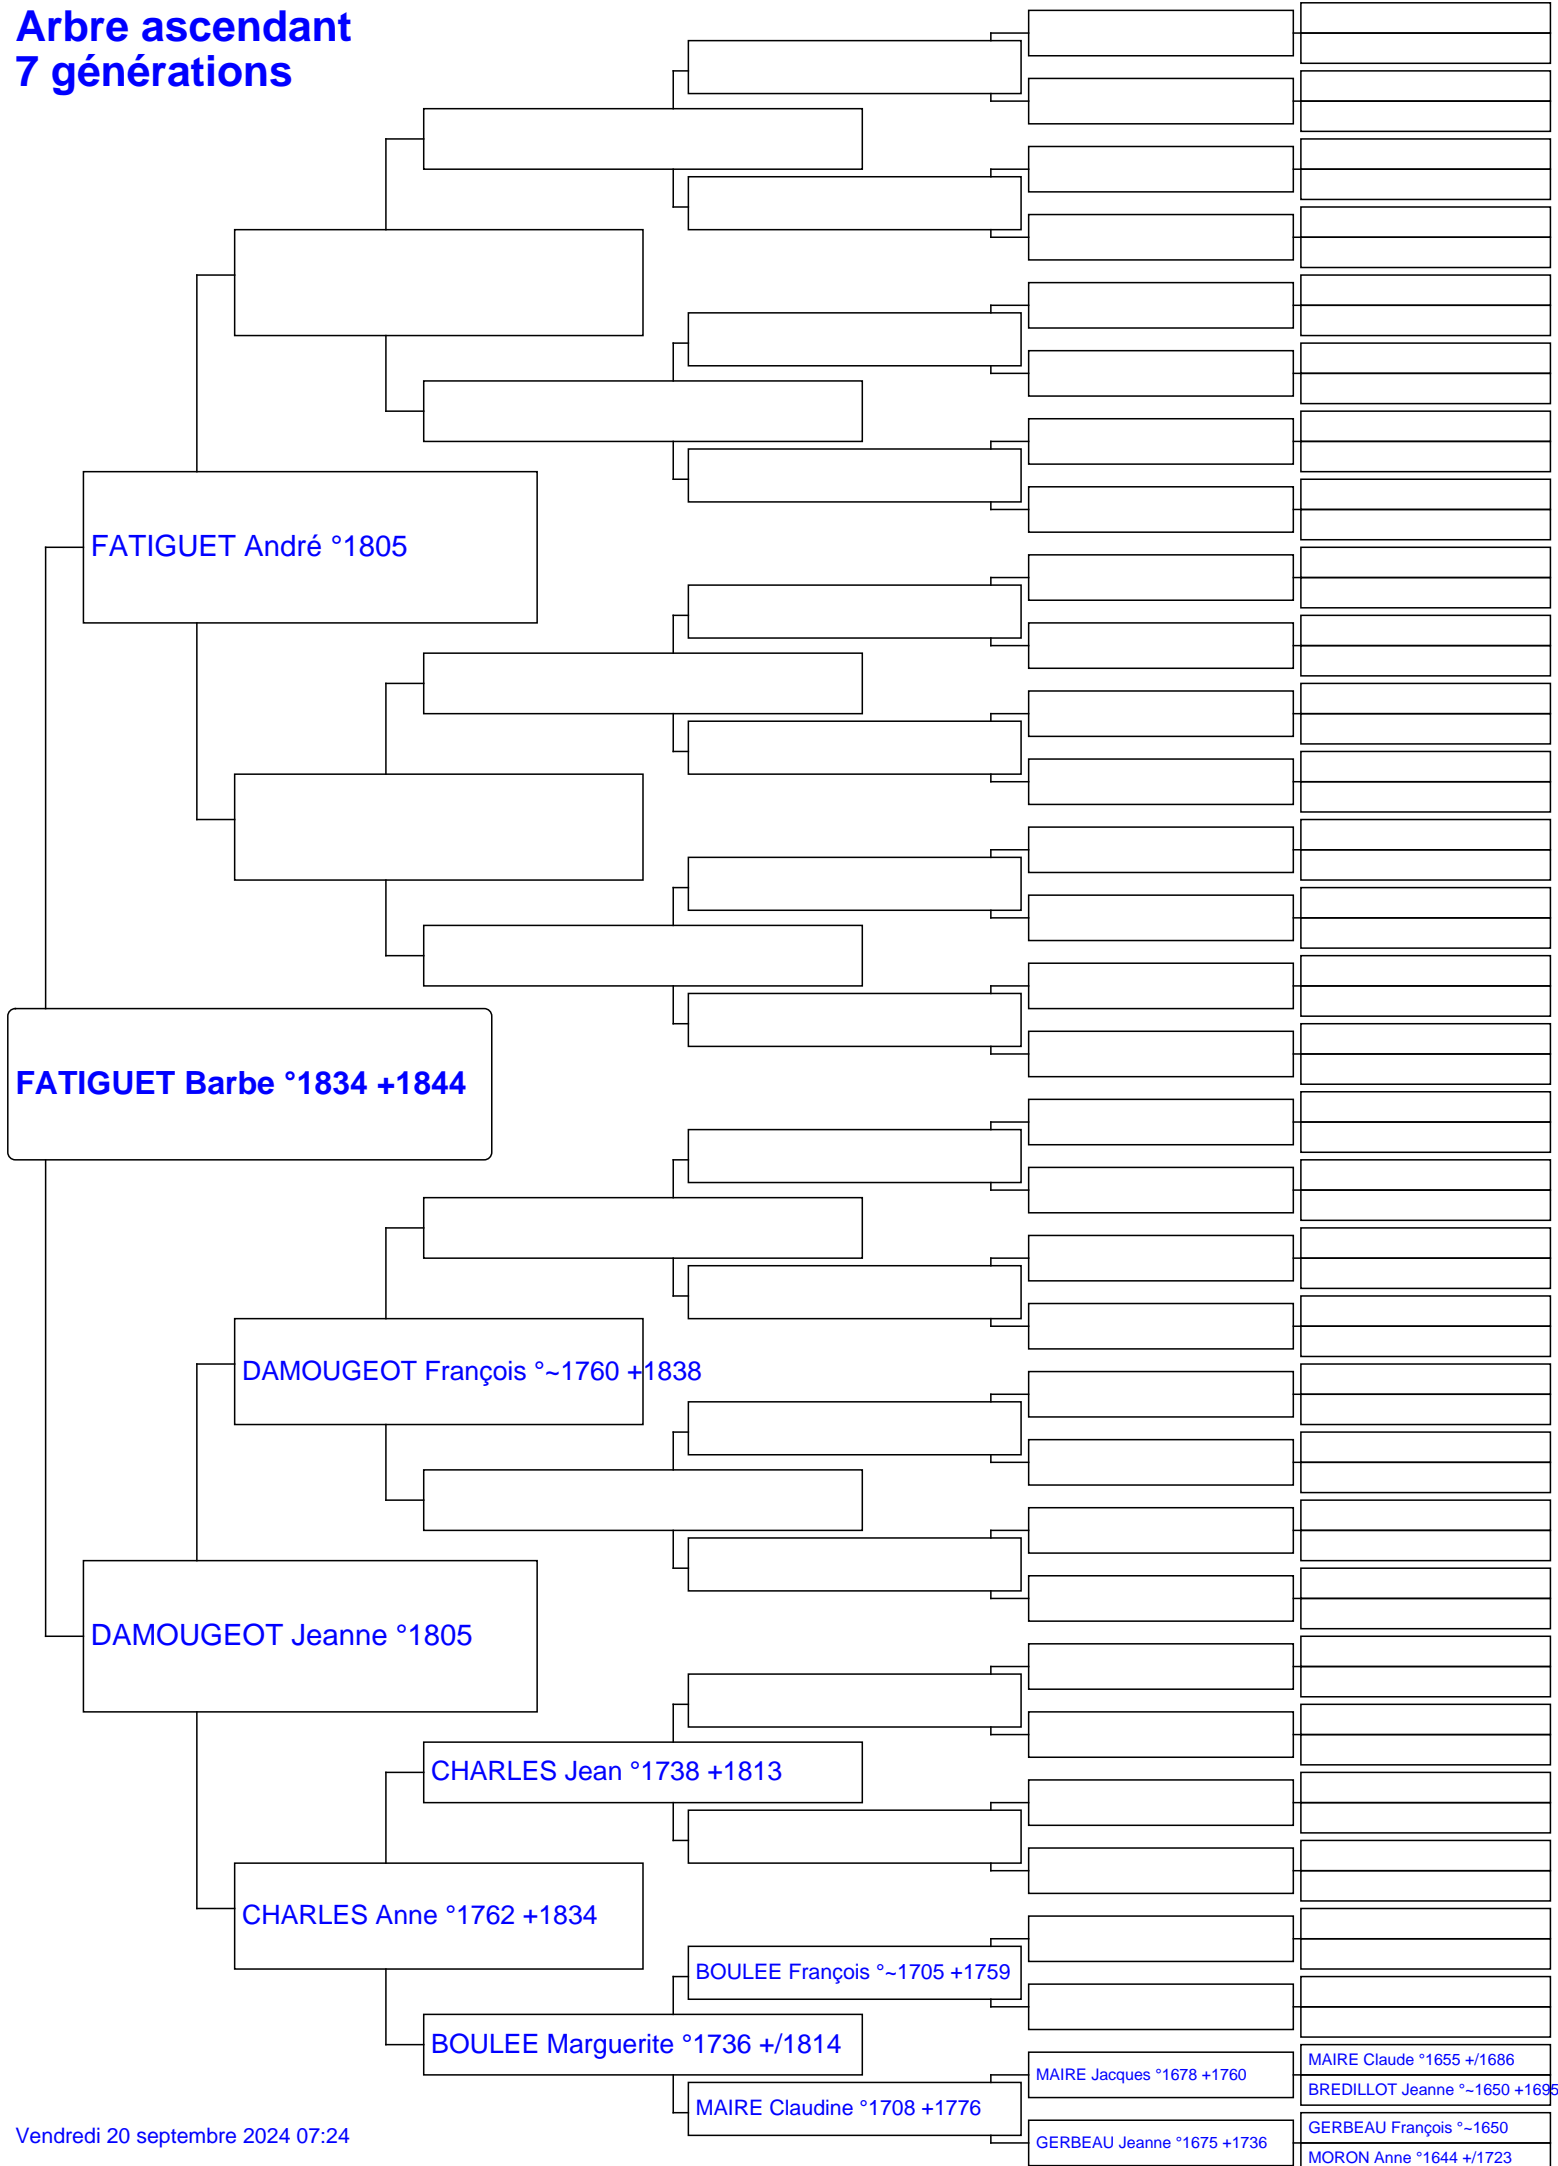 Arbre ascendant
7 générations
FATIGUET André °1805
FATIGUET Barbe °1834 +1844
DAMOUGEOT François °~1760 +1838
DAMOUGEOT Jeanne °1805
CHARLES Jean °1738 +1813
CHARLES Anne °1762 +1834
BOULEE François °~1705 +1759
BOULEE Marguerite °1736 +/1814
MAIRE Claude °1655 +/1686
MAIRE Jacques °1678 +1760
BREDILLOT Jeanne °~1650 +1695
MAIRE Claudine °1708 +1776
GERBEAU François °~1650
GERBEAU Jeanne °1675 +1736
MORON Anne °1644 +/1723
Vendredi 20 septembre 2024 07:24